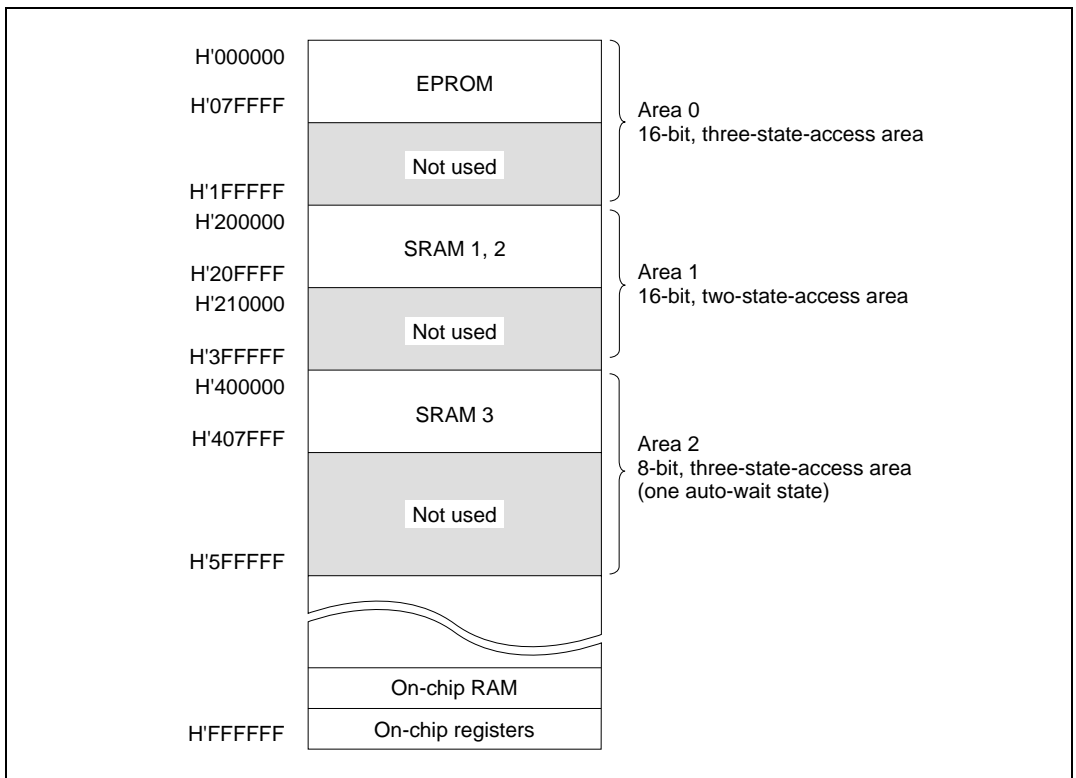 H'000000
EPROM
H'07FFFF
Area 0
16-bit, three-state-access area
Not used
H'1FFFFF
H'200000
SRAM 1, 2
H'20FFFF
Area 1
16-bit, two-state-access area
H'210000
Not used
H'3FFFFF
H'400000
SRAM 3
H'407FFF
Area 2
8-bit, three-state-access area
(one auto-wait state)
Not used
H'5FFFFF
On-chip RAM
H'FFFFFF
On-chip registers